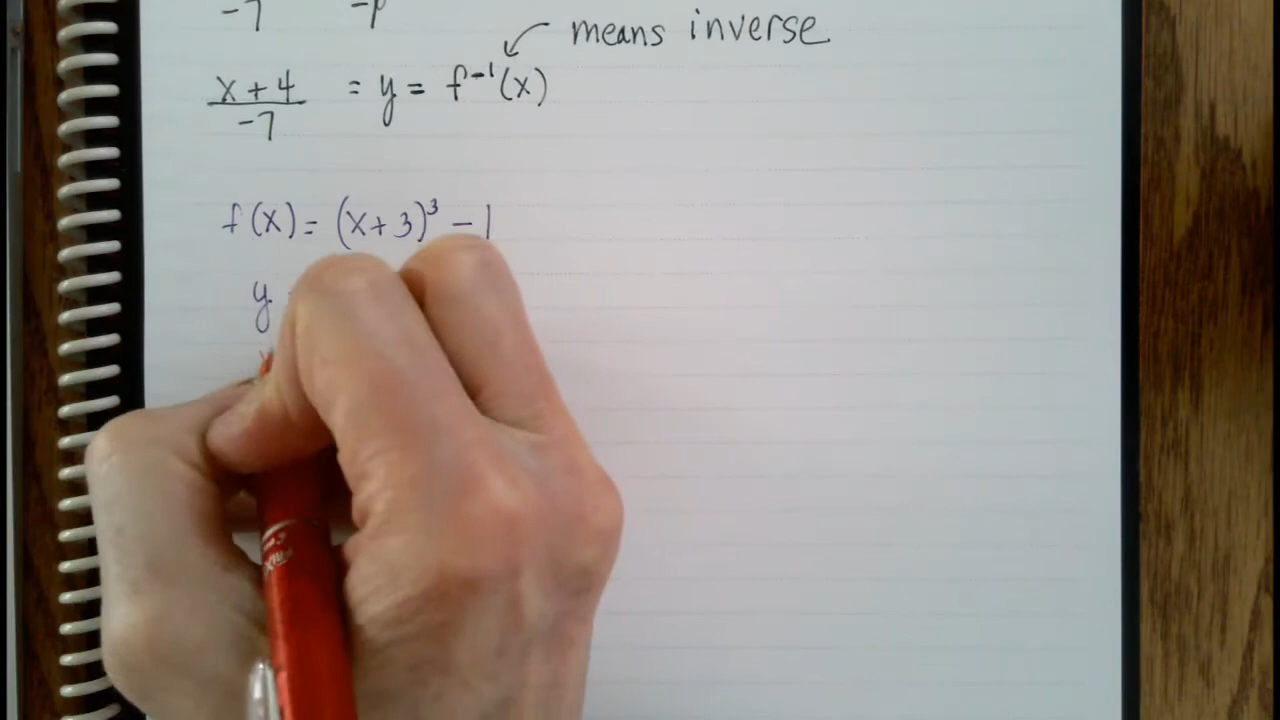 -7 -7 means inverse
x + 4 = y = f⁻¹(x)
-7
f(x) = (x + 3)³ - 1
y
x